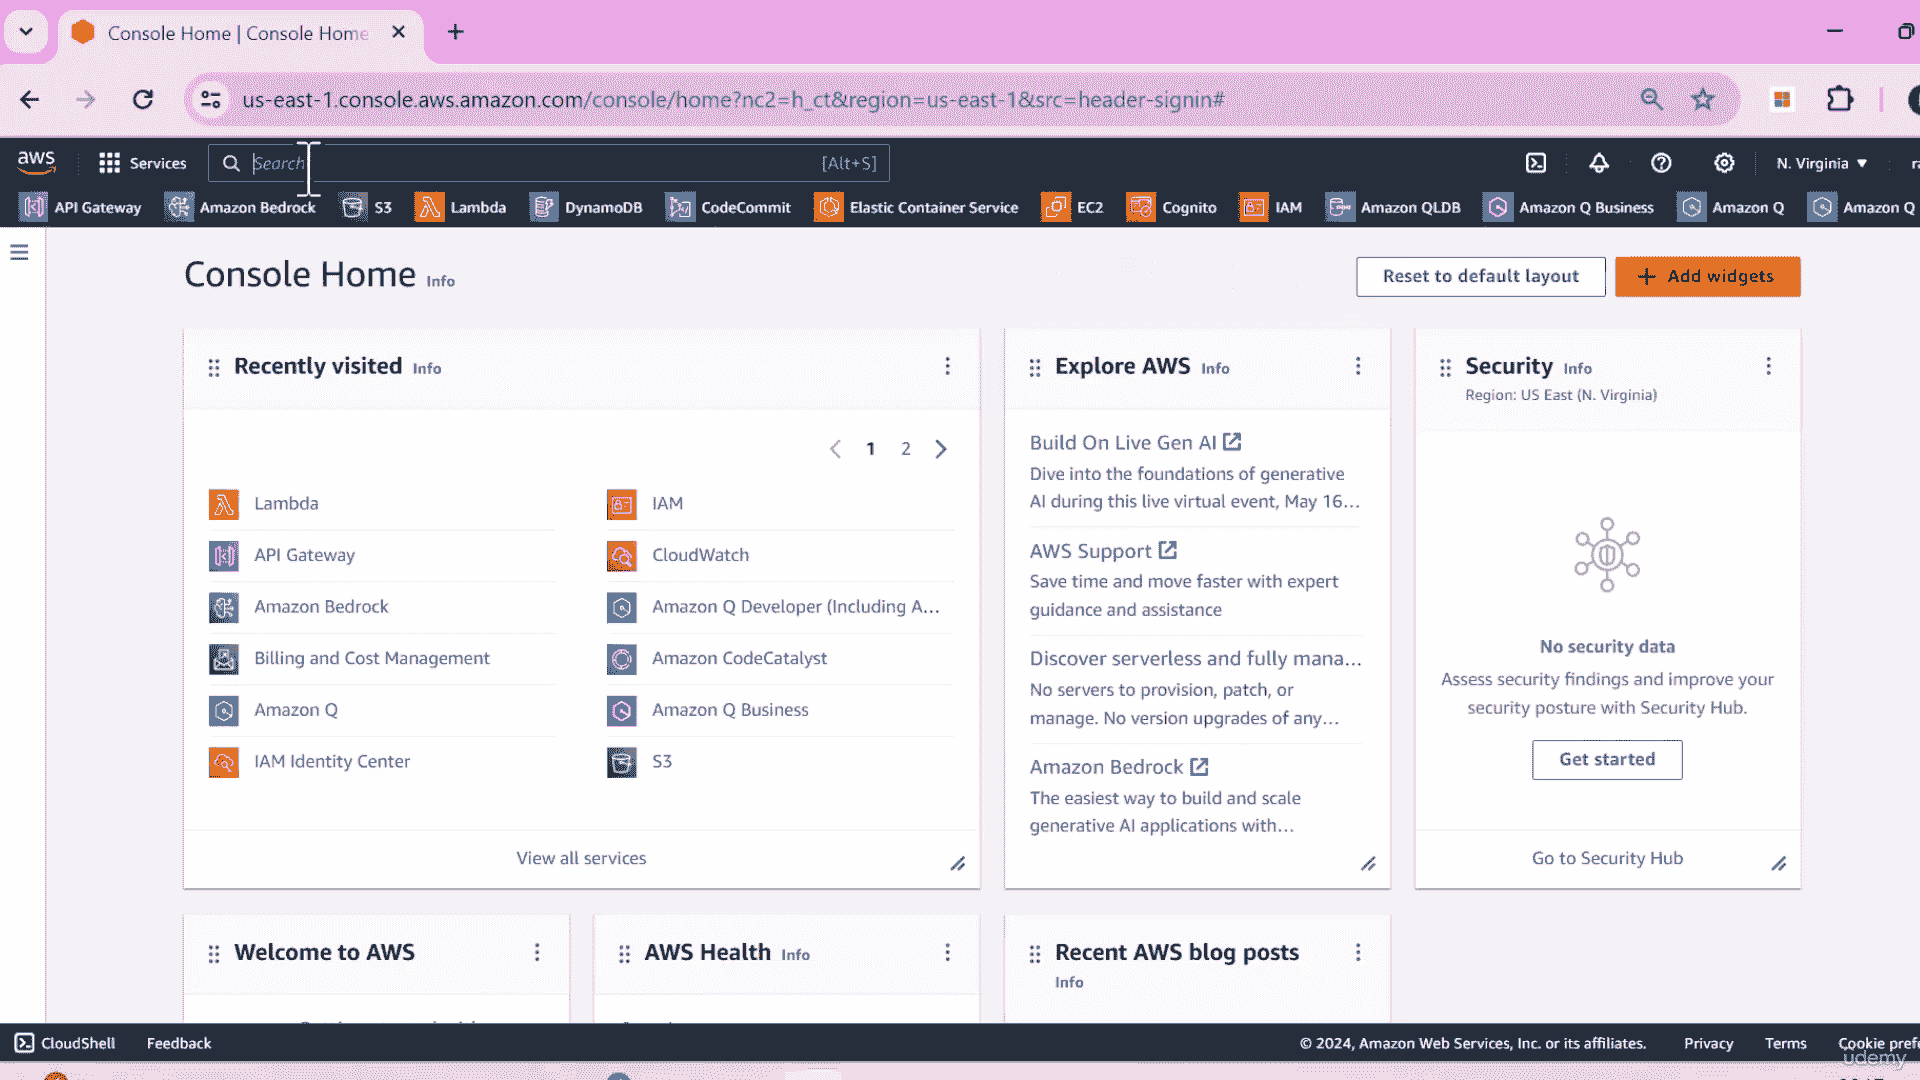 Console Home | Console Home
us-east-1.console.aws.amazon.com/console/home?nc2=h_ct&region=us-east-1&src=header-signin#
aws Services Search [Alt+S] N. Virginia
API Gateway Amazon Bedrock S3 Lambda DynamoDB CodeCommit Elastic Container Service EC2 Cognito IAM Amazon QLDB Amazon Q Business Amazon Q Amazon Q
Console Home Info
Reset to default layout
Add widgets
Recently visited Info
1 2
Lambda
API Gateway
Amazon Bedrock
Billing and Cost Management
Amazon Q
IAM Identity Center
IAM
CloudWatch
Amazon Q Developer (Including A...
Amazon CodeCatalyst
Amazon Q Business
S3
View all services
Explore AWS Info
Build On Live Gen AI
Dive into the foundations of generative
AI during this live virtual event, May 16...
AWS Support
Save time and move faster with expert
guidance and assistance
Discover serverless and fully mana...
No servers to provision, patch, or
manage. No version upgrades of any...
Amazon Bedrock
The easiest way to build and scale
generative AI applications with...
Security Info
Region: US East (N. Virginia)
No security data
Assess security findings and improve your
security posture with Security Hub.
Get started
Go to Security Hub
Welcome to AWS
AWS Health Info
Recent AWS blog posts
Info
CloudShell Feedback © 2024, Amazon Web Services, Inc. or its affiliates. Privacy Terms Cookie prefe
udemy